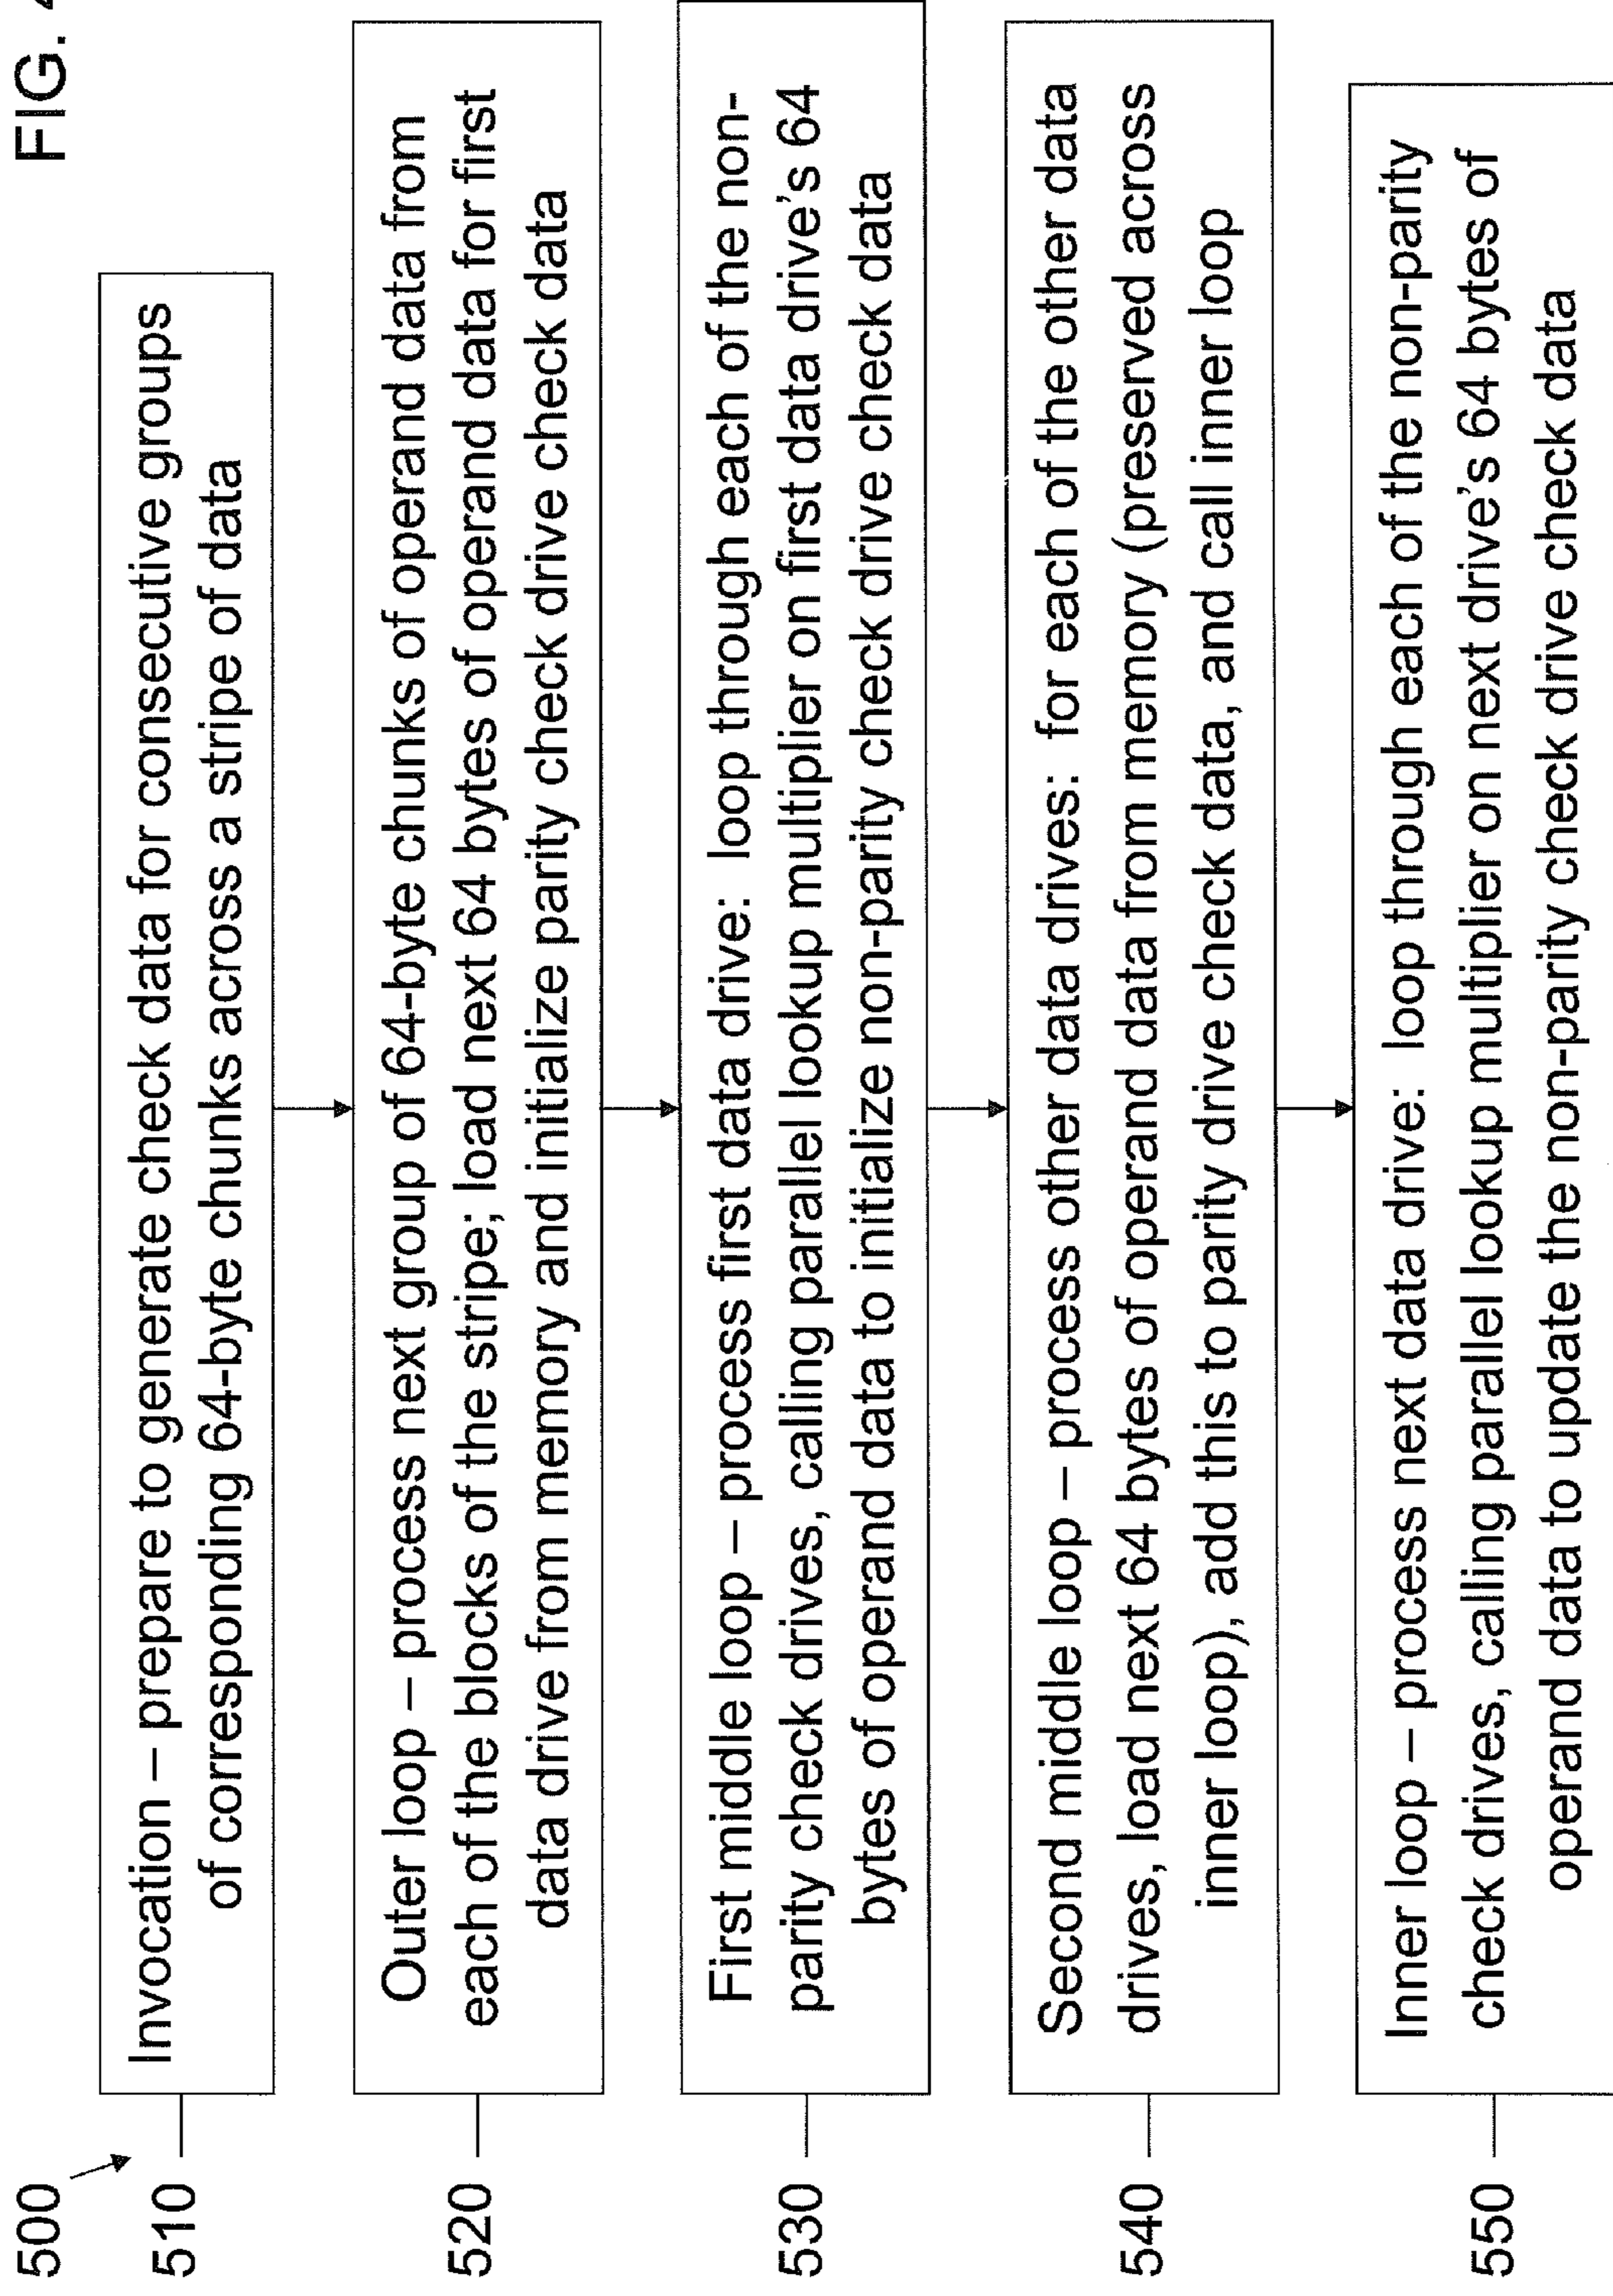 FIG. 4
500
510
Invocation – prepare to generate check data for consecutive groups
of corresponding 64-byte chunks across a stripe of data
520
Outer loop – process next group of 64-byte chunks of operand data from
each of the blocks of the stripe; load next 64 bytes of operand data for first
data drive from memory and initialize parity check drive check data
530
First middle loop – process first data drive: loop through each of the non-
parity check drives, calling parallel lookup multiplier on first data drive's 64
bytes of operand data to initialize non-parity check drive check data
540
Second middle loop – process other data drives: for each of the other data
drives, load next 64 bytes of operand data from memory (preserved across
inner loop), add this to parity drive check data, and call inner loop
550
Inner loop – process next data drive: loop through each of the non-parity
check drives, calling parallel lookup multiplier on next drive's 64 bytes of
operand data to update the non-parity check drive check data